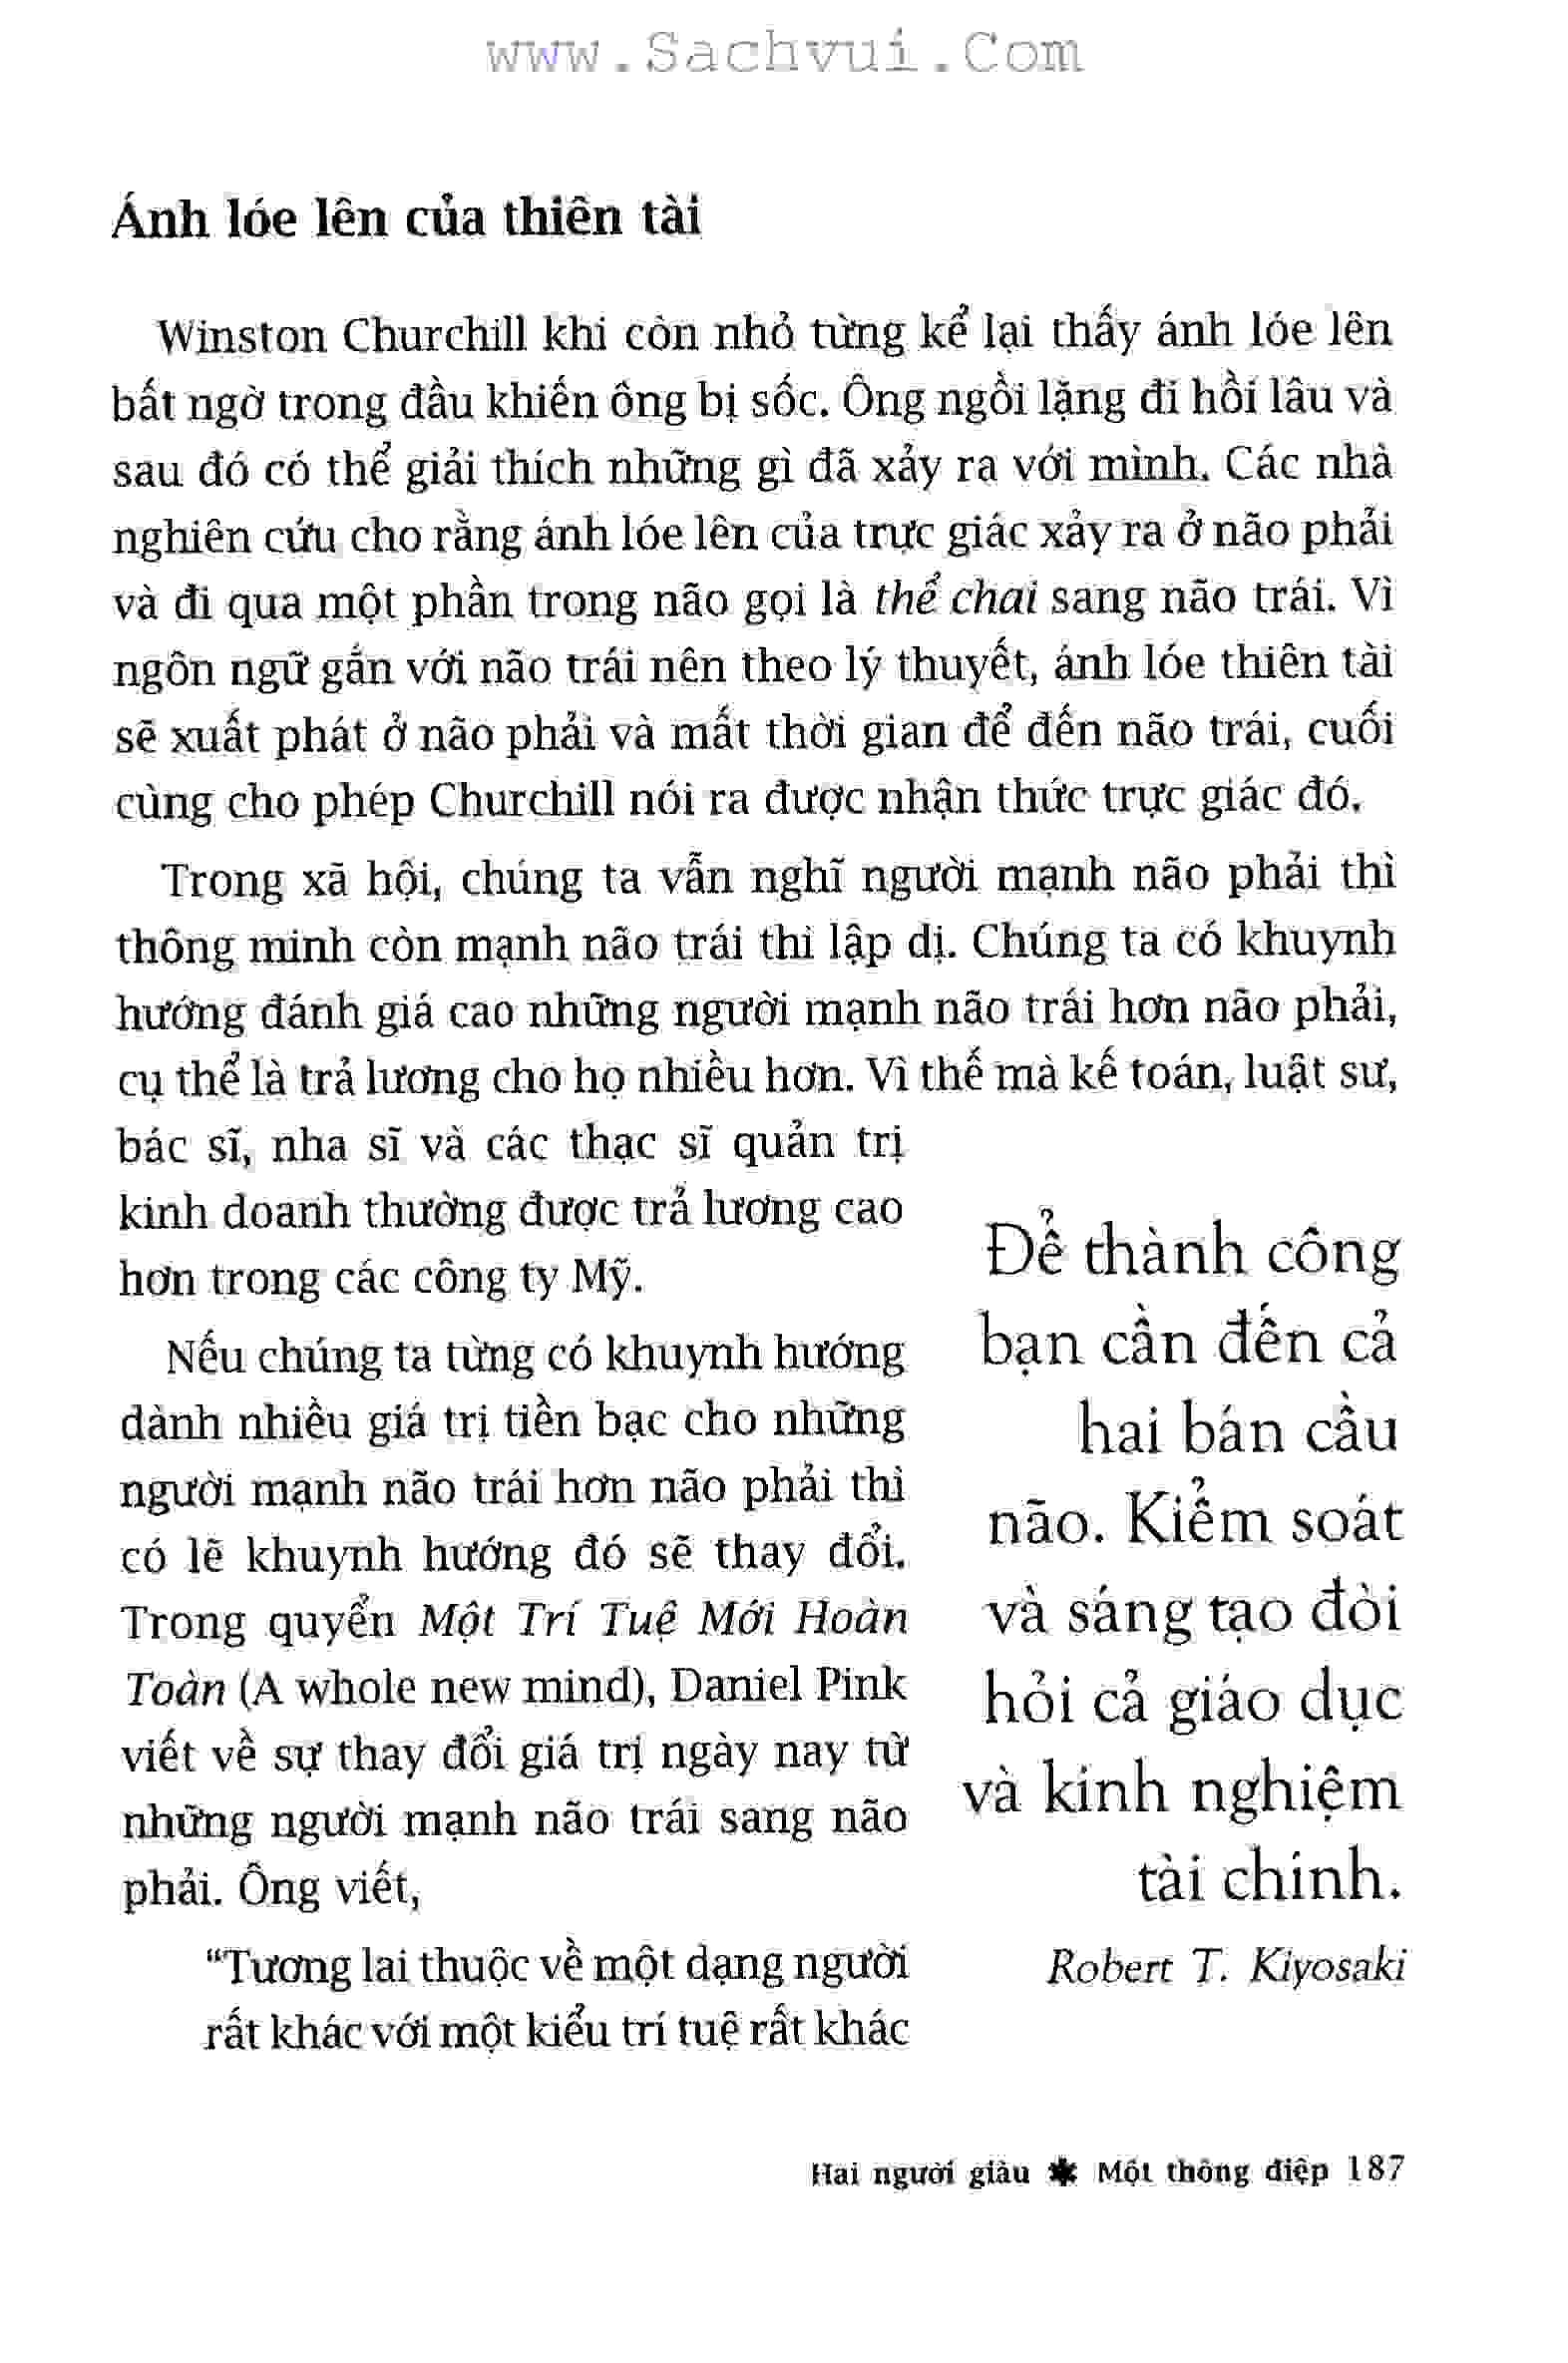 www.Sachvui.Com
Ánh lóe lên của thiên tài
Winston Churchill khi còn nhỏ từng kể lại thấy ánh lóe lên
bất ngờ trong đầu khiến ông bị sốc. Ông ngồi lặng đi hồi lâu và
sau đó có thể giải thích những gì đã xảy ra với mình. Các nhà
nghiên cứu cho rằng ánh lóe lên của trực giác xảy ra ở não phải
và đi qua một phần trong não gọi là thể chai sang não trái. Vì
ngôn ngữ gắn với não trái nên theo lý thuyết, ánh lóe thiên tài
sẽ xuất phát ở não phải và mất thời gian để đến não trái, cuối
cùng cho phép Churchill nói ra được nhận thức trực giác đó.
Trong xã hội, chúng ta vẫn nghĩ người mạnh não phải thì
thông minh còn mạnh não trái thì lập dị. Chúng ta có khuynh
hướng đánh giá cao những người mạnh não trái hơn não phải,
cụ thể là trả lương cho họ nhiều hơn. Vì thế mà kế toán, luật sư,
bác sĩ, nha sĩ và các thạc sĩ quản trị
kinh doanh thường được trả lương cao
hơn trong các công ty Mỹ.
Nếu chúng ta từng có khuynh hướng
dành nhiều giá trị tiền bạc cho những
người mạnh não trái hơn não phải thì
có lẽ khuynh hướng đó sẽ thay đổi.
Trong quyển Một Trí Tuệ Mới Hoàn
Toàn (A whole new mind), Daniel Pink
viết về sự thay đổi giá trị ngày nay từ
những người mạnh não trái sang não
phải. Ông viết,
“Tương lai thuộc về một dạng người
rất khác với một kiểu trí tuệ rất khác
Để thành công
bạn cần đến cả
hai bán cầu
não. Kiểm soát
và sáng tạo đòi
hỏi cả giáo dục
và kinh nghiệm
tài chính.
Robert T. Kiyosaki
Hai người giàu ✱ Một thông điệp 187